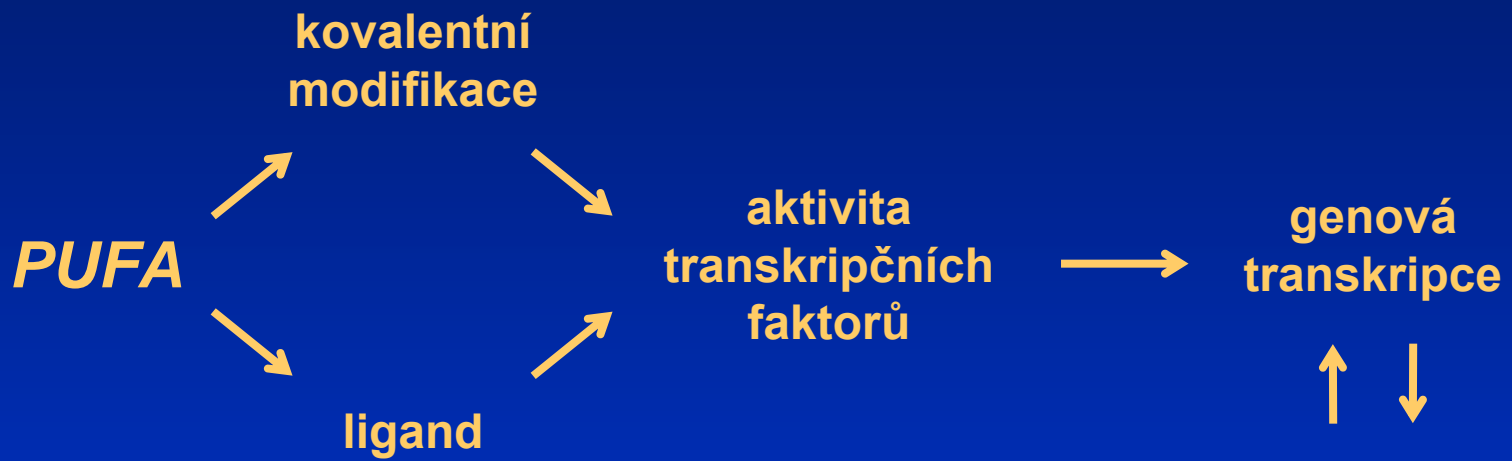 kovalentní
modifikace
PUFA
aktivita
transkripčních
faktorů
genová
transkripce
ligand